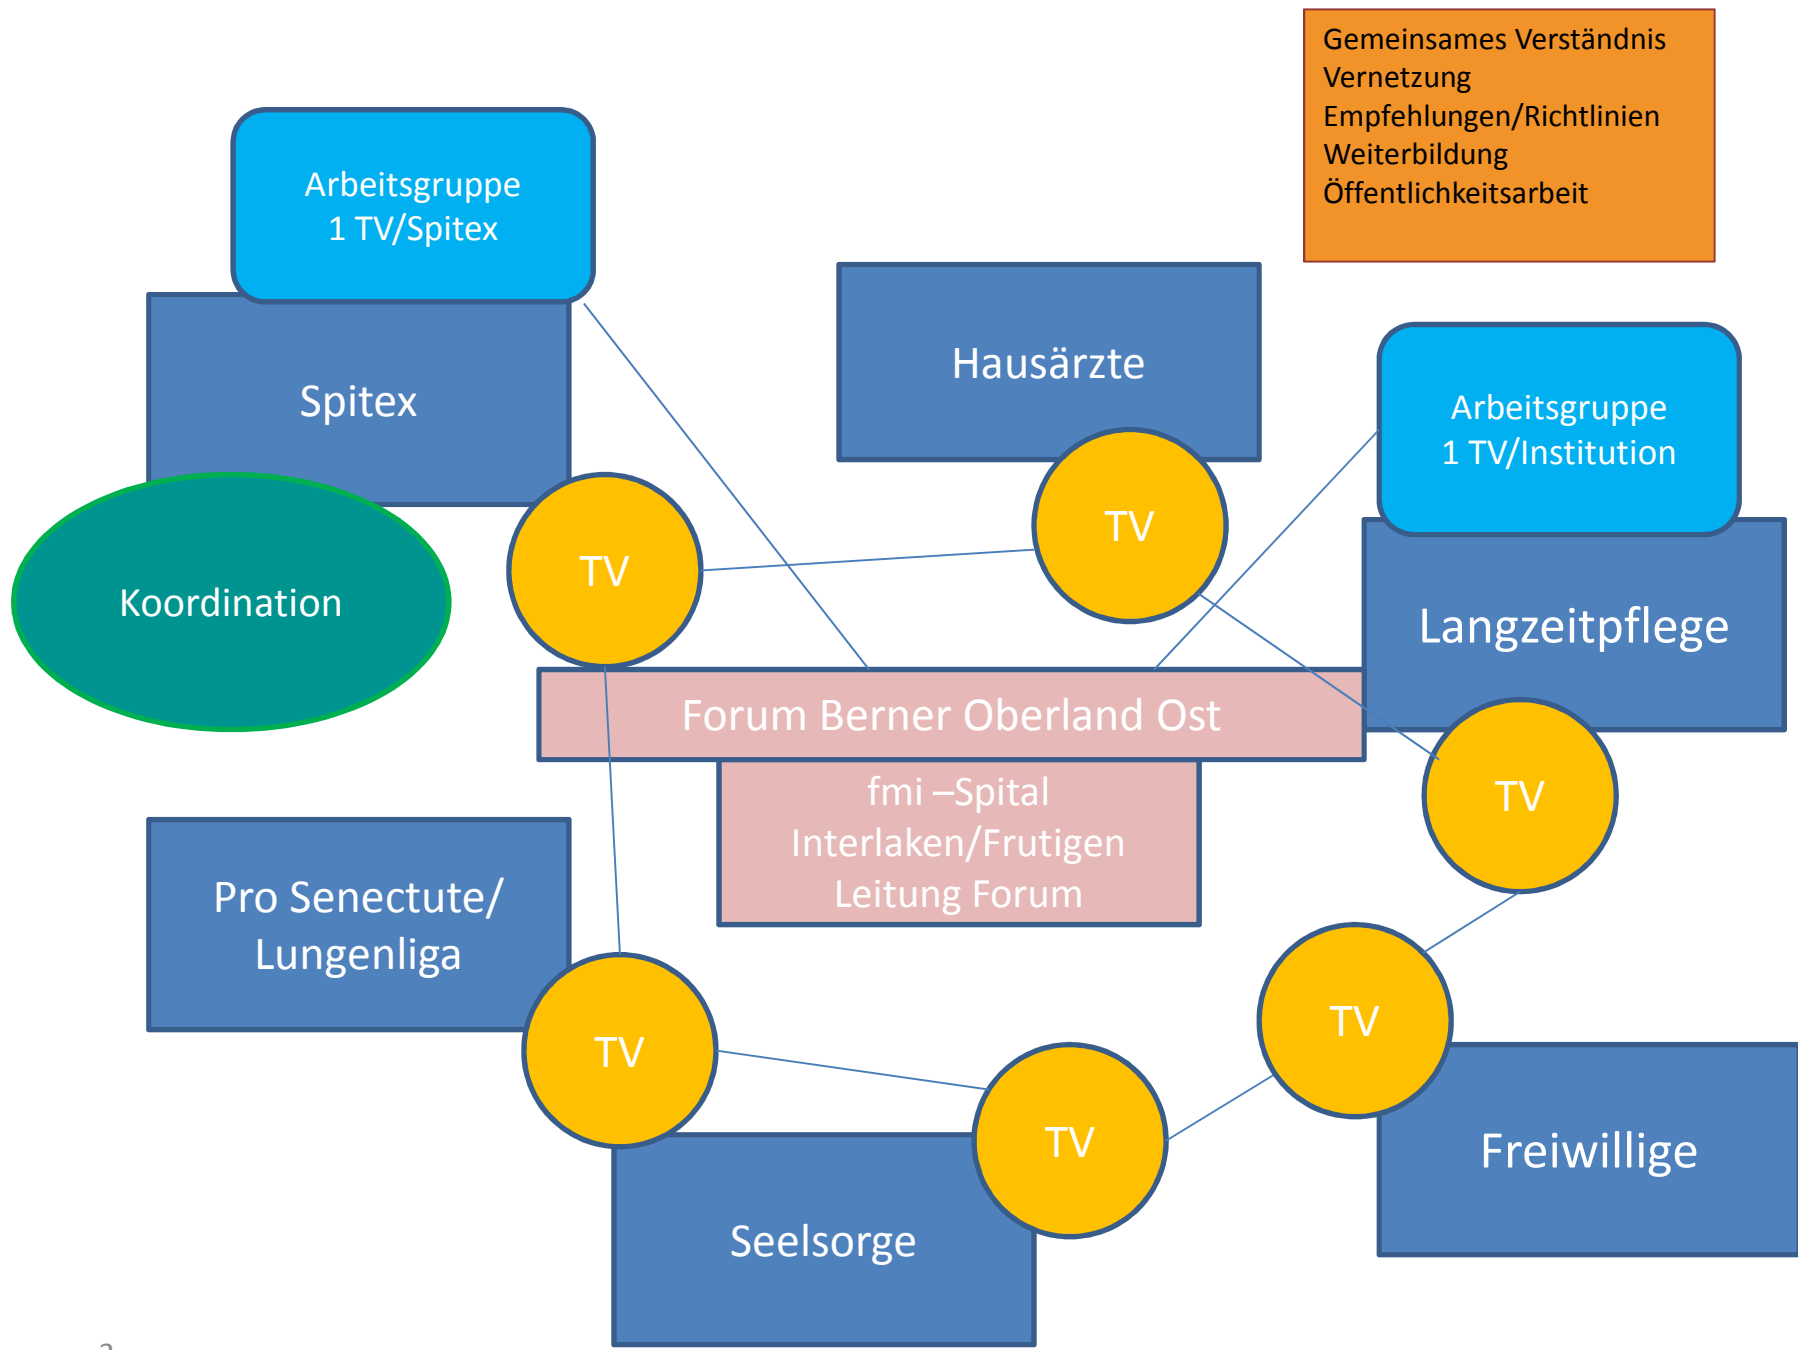 Gemeinsames Verständnis
Vernetzung
Empfehlungen/Richtlinien
Weiterbildung
Öffentlichkeitsarbeit
Arbeitsgruppe
1 TV/Spitex
Spitex
Hausärzte
Arbeitsgruppe
1 TV/Institution
Koordination
TV
TV
Langzeitpflege
Forum Berner Oberland Ost
fmi –Spital
Interlaken/Frutigen
Leitung Forum
TV
Pro Senectute/
Lungenliga
TV
TV
TV
Freiwillige
Seelsorge